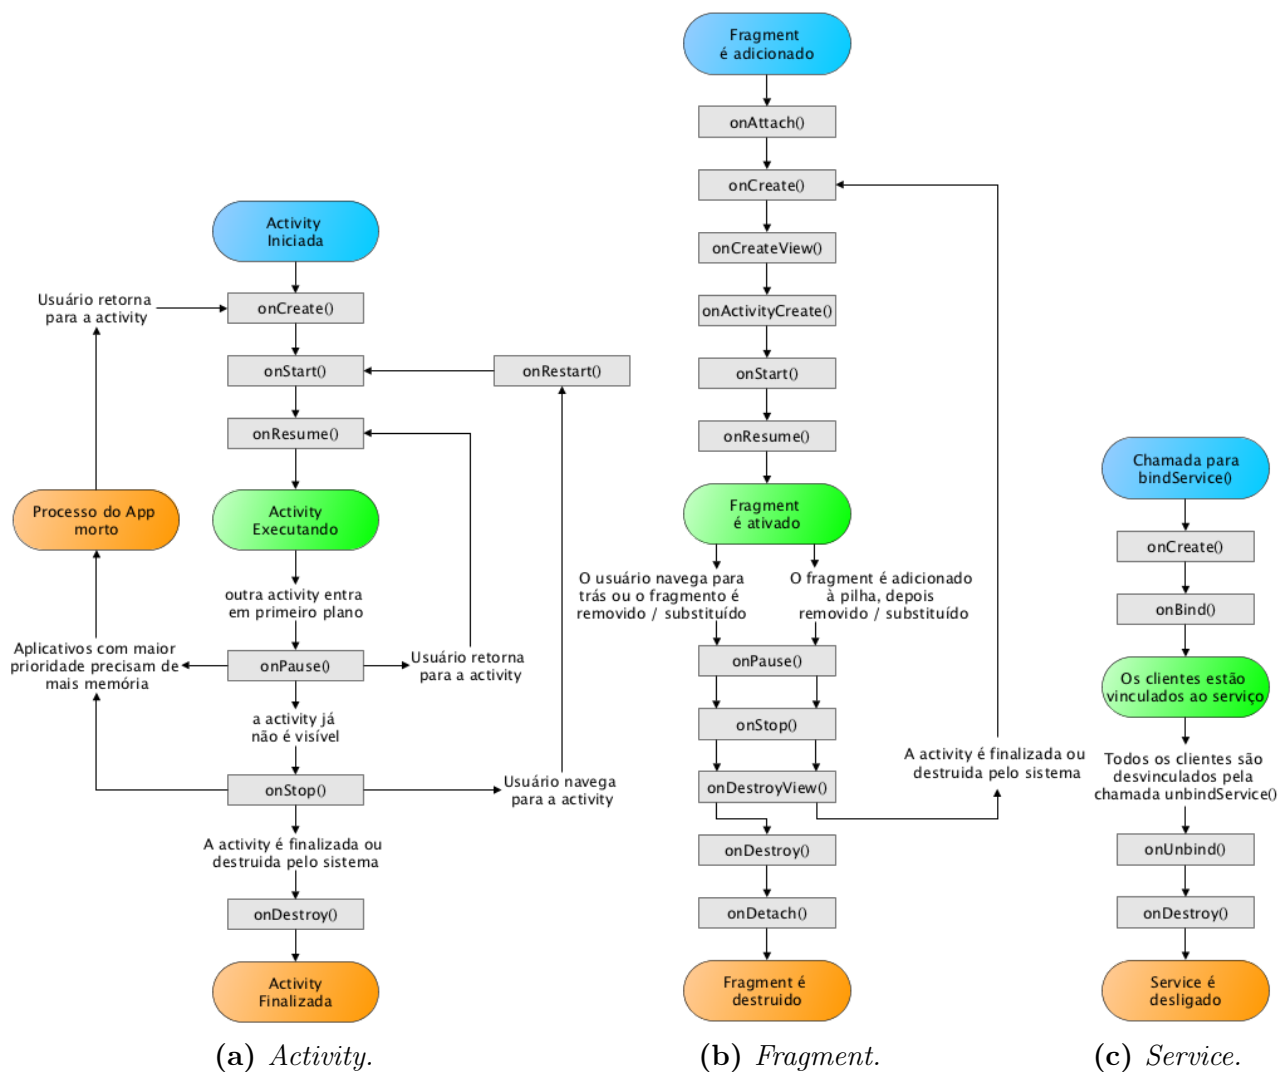 Activity
Iniciada
Usuário retorna
para a activity
onCreate()
onStart()
onRestart()
onResume()
Processo do App
morto
Activity
Executando
outra activity entra
em primeiro plano
Aplicativos com maior
prioridade precisam de
mais memória
onPause()
Usuário retorna
para a activity
a activity já
não é visível
onStop()
Usuário navega
para a activity
A activity é finalizada ou
destruida pelo sistema
onDestroy()
Activity
Finalizada
(a) Activity.
Fragment
é adicionado
onAttach()
onCreate()
onCreateView()
onActivityCreate()
onStart()
onResume()
Fragment
é ativado
O usuário navega para
trás ou o fragmento é
removido / substituído
O fragment é adicionado
à pilha, depois
removido / substituído
onPause()
onStop()
onDestroyView()
A activity é finalizada ou
destruida pelo sistema
onDestroy()
onDetach()
Fragment é
destruido
(b) Fragment.
Chamada para
bindService()
onCreate()
onBind()
Os clientes estão
vinculados ao serviço
Todos os clientes são
desvinculados pela
chamada unbindService()
onUnbind()
onDestroy()
Service é
desligado
(c) Service.